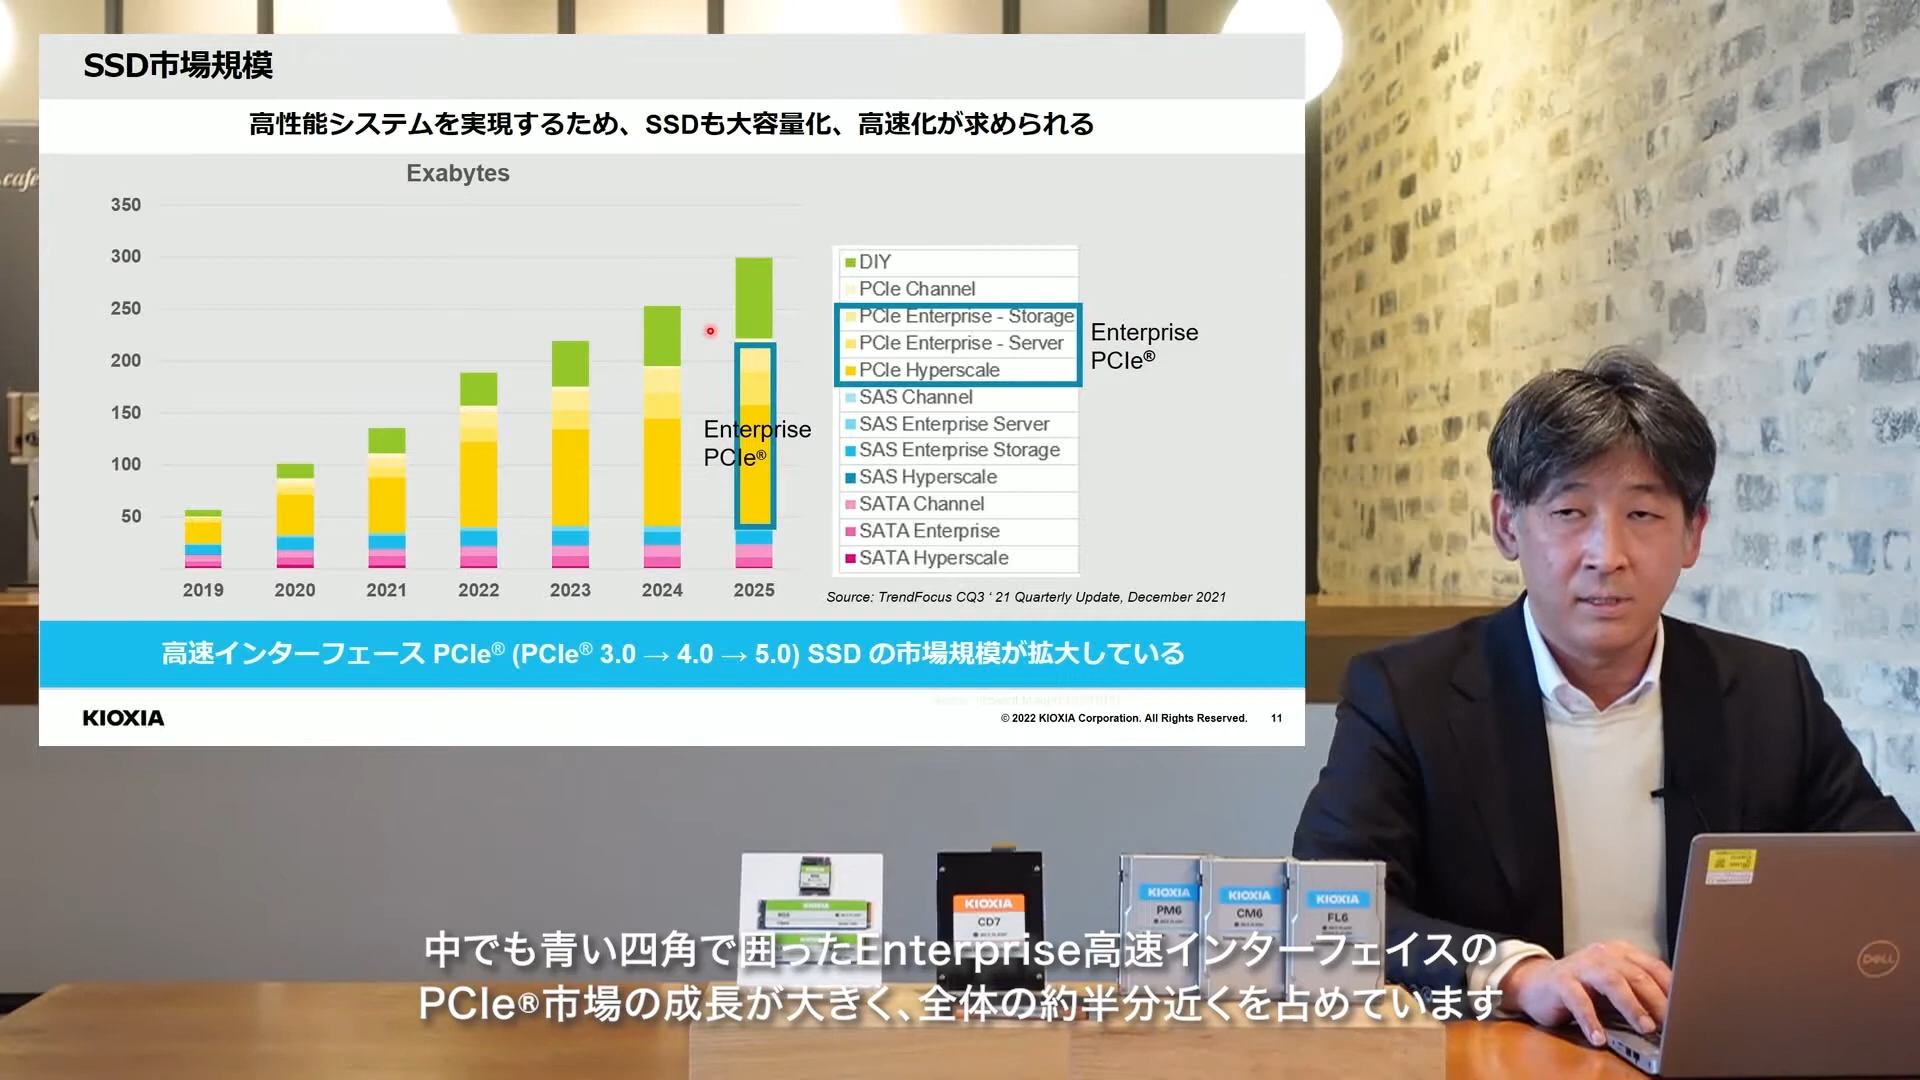 SSD市場規模
高性能システムを実現するため、SSDも大容量化、高速化が求められる
Exabytes
350
300
250
200
150
100
50
2019 2020 2021 2022 2023 2024 2025
Enterprise
PCIe®
DIY
PCIe Channel
PCIe Enterprise - Storage
PCIe Enterprise - Server
PCIe Hyperscale
SAS Channel
SAS Enterprise Server
SAS Enterprise Storage
SAS Hyperscale
SATA Channel
SATA Enterprise
SATA Hyperscale
Enterprise
PCIe®
Source: TrendFocus CQ3 ‘ 21 Quarterly Update, December 2021
高速インターフェース PCIe® (PCIe® 3.0 → 4.0 → 5.0) SSD の市場規模が拡大している
KIOXIA
© 2022 KIOXIA Corporation. All Rights Reserved. 11
cafe
KIOXIA
CD7
KIOXIA
PM6
KIOXIA
CM6
KIOXIA
FL6
DELL
中でも青い四角で囲ったEnterprise高速インターフェイスの
PCIe®市場の成長が大きく、全体の約半分近くを占めています